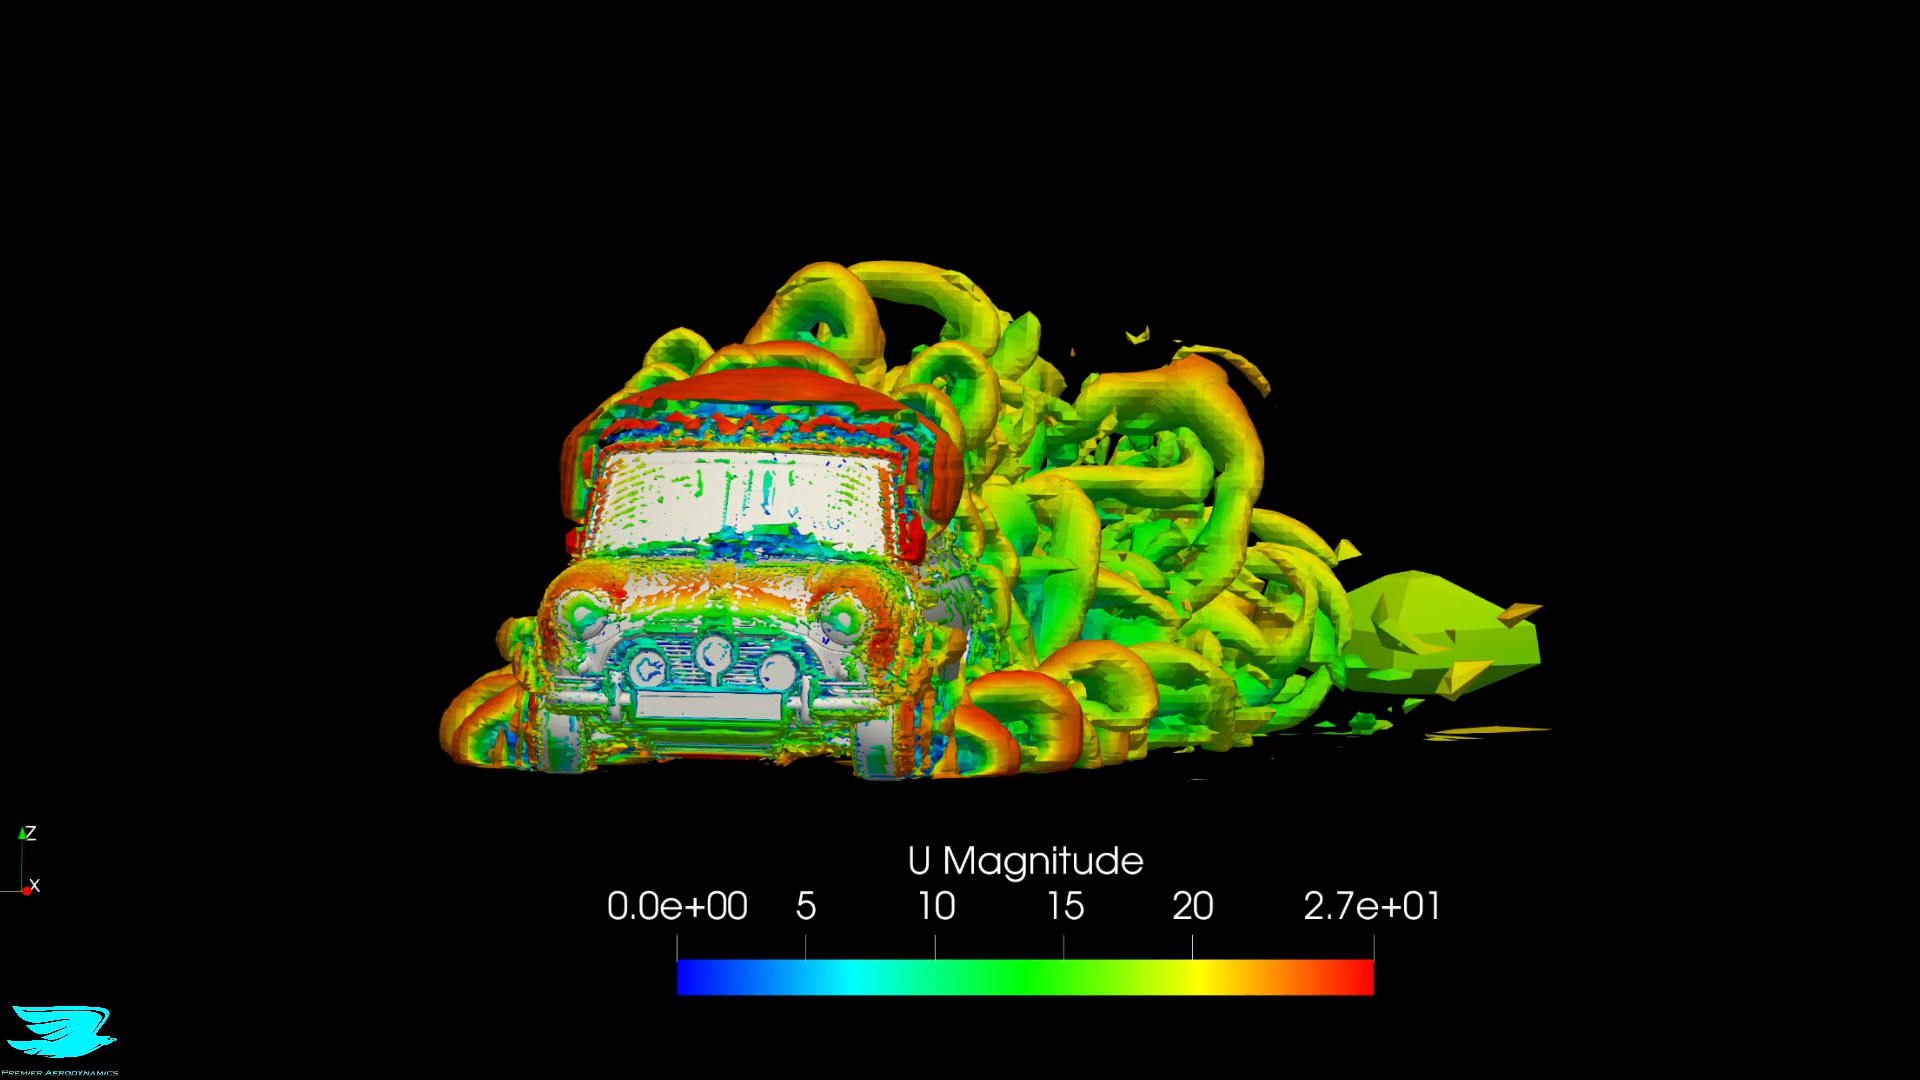 Z
X
U Magnitude
0.0e+00 5 10 15 20 2.7e+01
PREMIER AERODYNAMICS